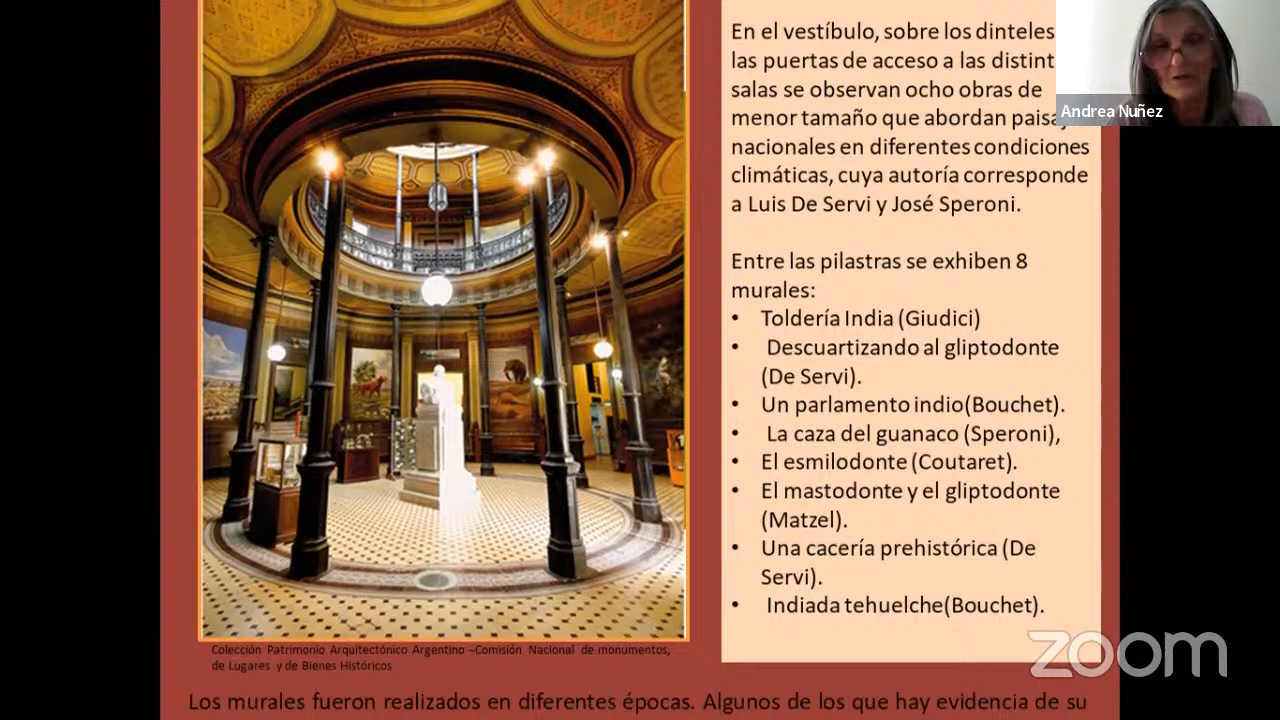 En el vestíbulo, sobre los dinteles
las puertas de acceso a las distint
salas se observan ocho obras de
menor tamaño que abordan paisaj
nacionales en diferentes condiciones
climáticas, cuya autoría corresponde
a Luis De Servi y José Speroni.
Entre las pilastras se exhiben 8
murales:
• Toldería India (Giudici)
• Descuartizando al gliptodonte
(De Servi).
• Un parlamento indio(Bouchet).
• La caza del guanaco (Speroni),
• El esmilodonte (Coutaret).
• El mastodonte y el gliptodonte
(Matzel).
• Una cacería prehistórica (De
Servi).
• Indiada tehuelche(Bouchet).
Andrea Nuñez
zoom
Colección Patrimonio Arquitectónico Argentino –Comisión Nacional de monumentos,
de Lugares y de Bienes Históricos
Los murales fueron realizados en diferentes épocas. Algunos de los que hay evidencia de su